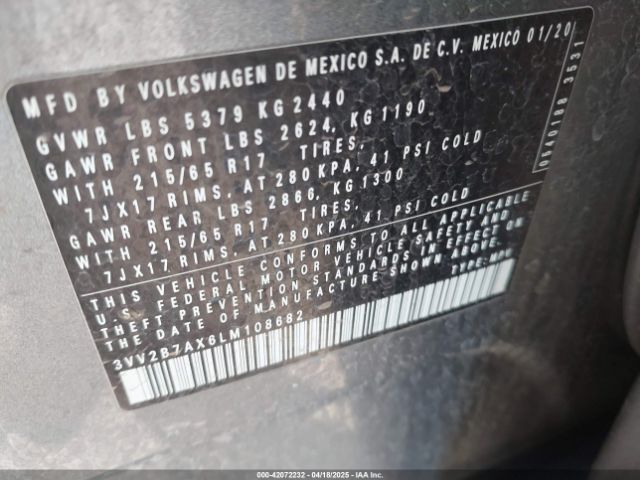 MFD BY VOLKSWAGEN DE MEXICO S.A. DE C.V. MEXICO 01/20
GVWR LBS 5379 KG 2440
GAWR FRONT LBS 2624, KG 1190
WITH 215/65 R17 TIRES,
7JX17 RIMS, AT 280 KPA, 41 PSI COLD
GAWR REAR LBS 2866, KG 1300
WITH 215/65 R17 TIRES,
7JX17 RIMS, AT 280 KPA, 41 PSI COLD
THIS VEHICLE CONFORMS TO ALL APPLICABLE
U.S. FEDERAL MOTOR VEHICLE SAFETY AND
THEFT PREVENTION STANDARDS IN EFFECT ON
THE DATE OF MANUFACTURE SHOWN ABOVE.
3VV2B7AX6LM108682 TYPE: MPV
3531
000-42072232 - 04/18/2025 - IAAI Inc.